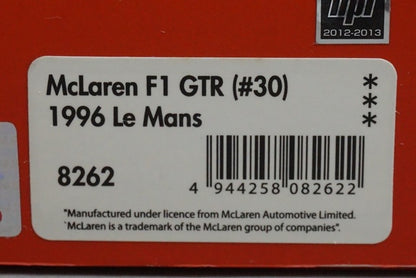 hpi
2012-2013
McLaren F1 GTR (#30)
1996 Le Mans
***
8262
4 944258 082622
"Manufactured under licence from McLaren Automotive Limited.
`McLaren is a trademark of the McLaren group of companies".